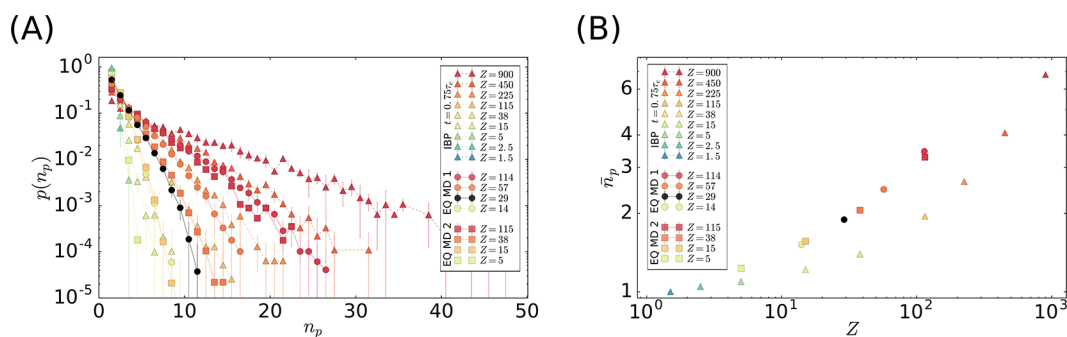 (A)
(B)
10^0
10^-1
10^-2
10^-3
10^-4
10^-5
p(n_p)
0 10 20 30 40 50
n_p
IBP t = 0.75τ_e
Z = 900
Z = 450
Z = 225
Z = 115
Z = 38
Z = 15
Z = 5
Z = 2.5
Z = 1.5
EQ MD 1
Z = 114
Z = 57
Z = 29
Z = 14
EQ MD 2
Z = 115
Z = 38
Z = 15
Z = 5
6
4
3
2
1
n̄_p
10^0 10^1 10^2 10^3
Z
IBP t = 0.75τ_e
Z = 900
Z = 450
Z = 225
Z = 115
Z = 38
Z = 15
Z = 5
Z = 2.5
Z = 1.5
EQ MD 1
Z = 114
Z = 57
Z = 29
Z = 14
EQ MD 2
Z = 115
Z = 38
Z = 15
Z = 5